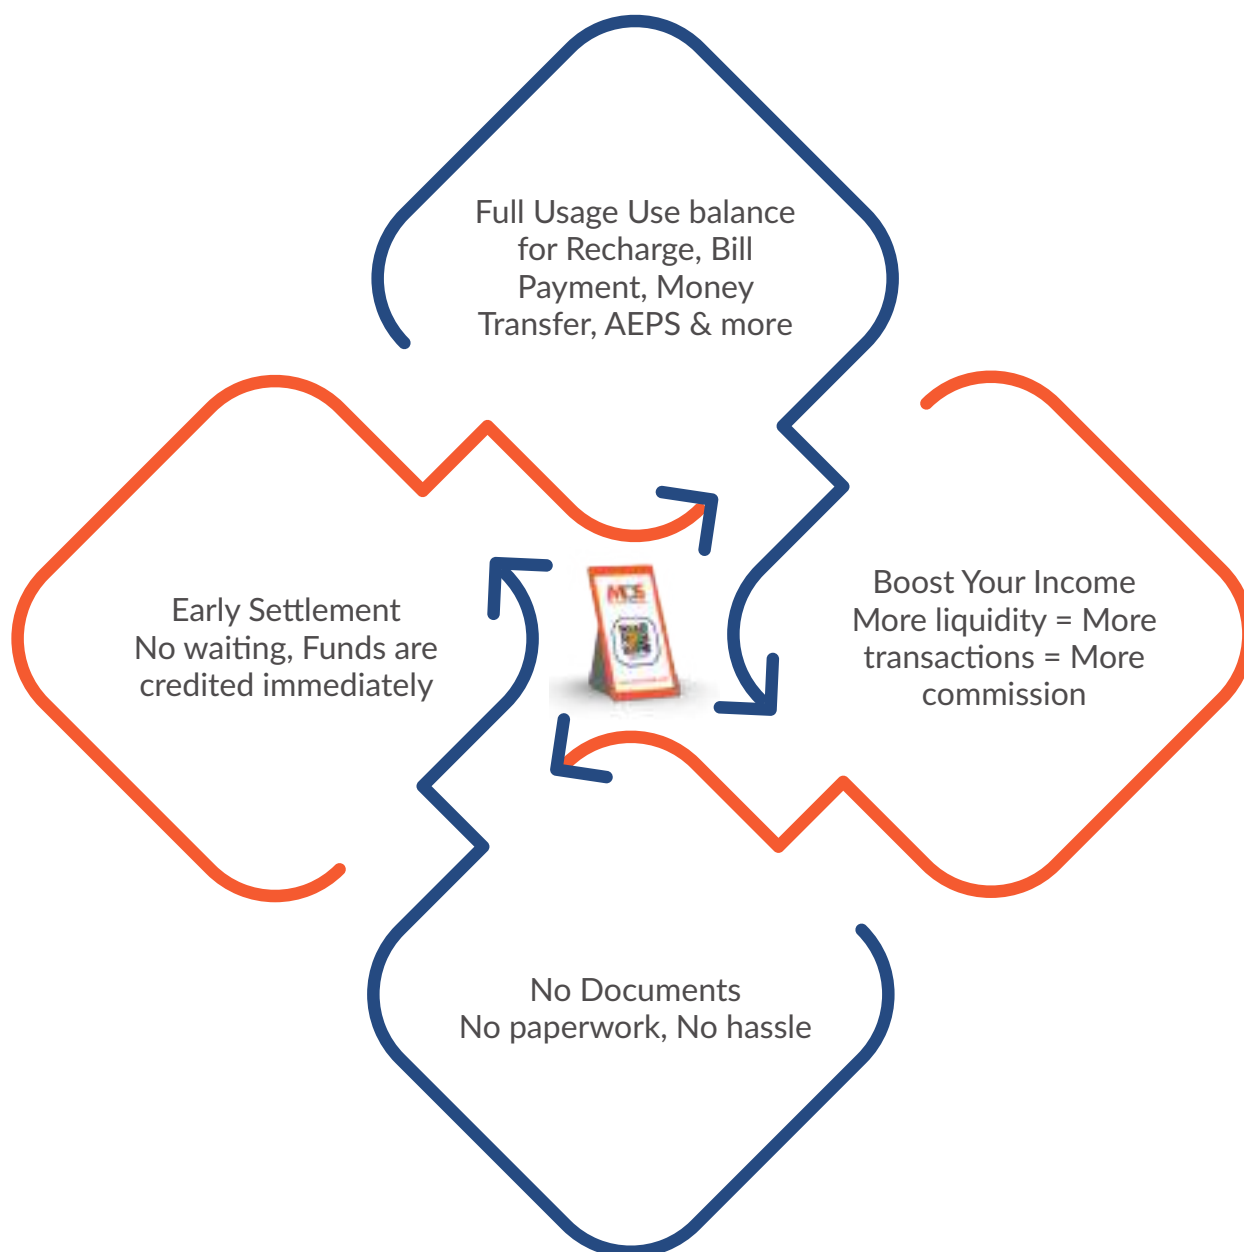 Full Usage Use balance
for Recharge, Bill
Payment, Money
Transfer, AEPS & more
Early Settlement
No waiting, Funds are
credited immediately
Boost Your Income
More liquidity = More
transactions = More
commission
No Documents
No paperwork, No hassle